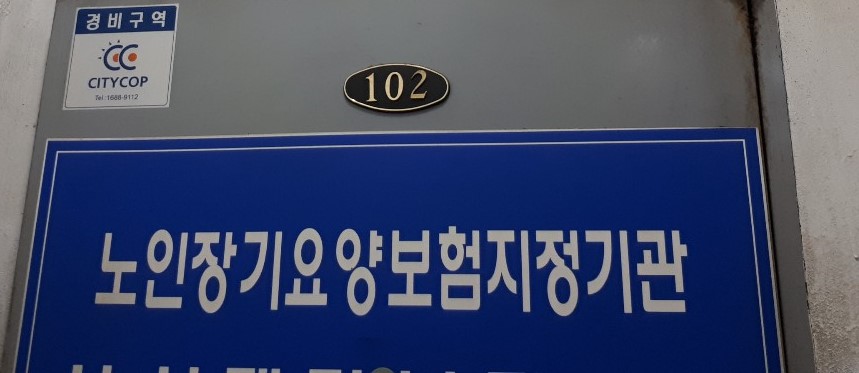 경비구역
CC
CITYCOP
Tel:1688-9112
102
노인장기요양보험지정기관